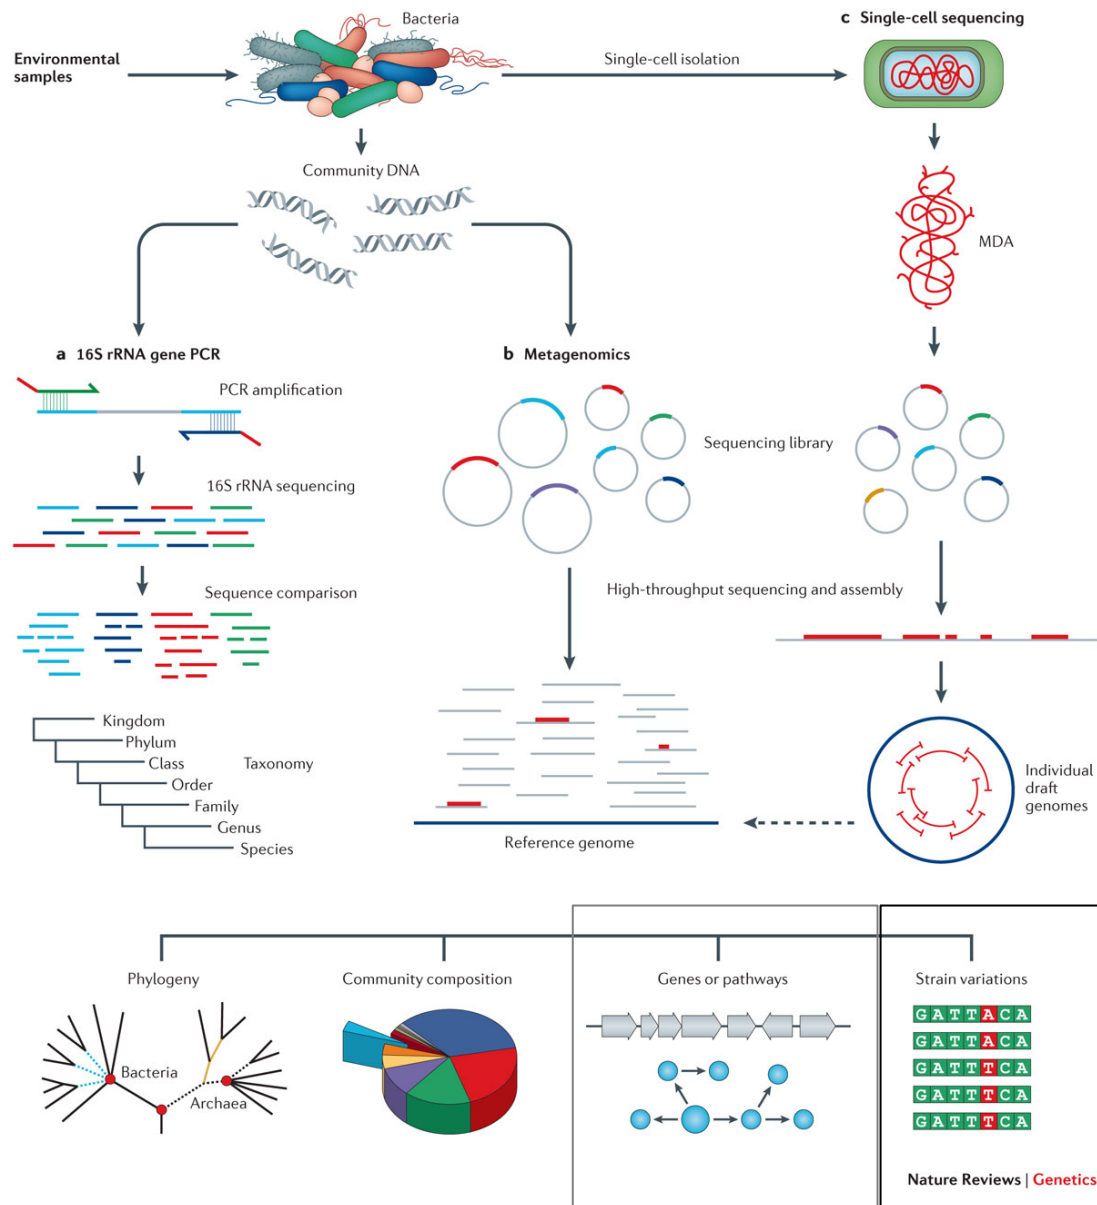 Bacteria
c Single-cell sequencing
Environmental
samples
Single-cell isolation
Community DNA
MDA
a 16S rRNA gene PCR
b Metagenomics
PCR amplification
Sequencing library
16S rRNA sequencing
High-throughput sequencing and assembly
Sequence comparison
Kingdom
Phylum
Class
Taxonomy
Order
Family
Genus
Species
Individual
draft
genomes
Reference genome
Phylogeny
Community composition
Genes or pathways
Strain variations
Bacteria
Archaea
GATTACA
GATTACA
GATTTCA
GATTTCA
GATTTCA
Nature Reviews | Genetics